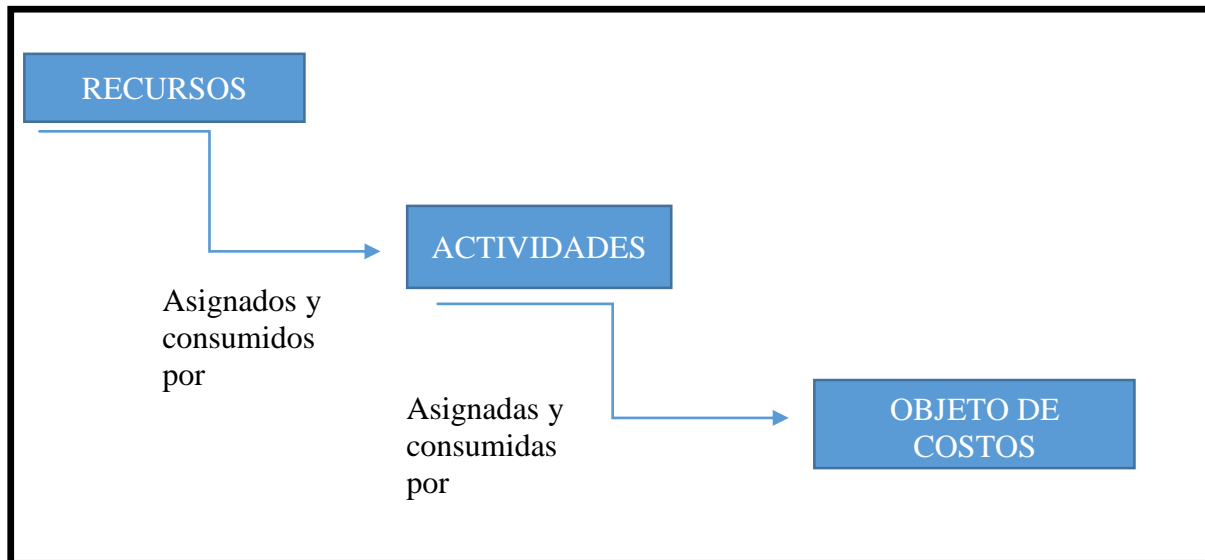 RECURSOS
ACTIVIDADES
Asignados y
consumidos
por
Asignadas y
consumidas
por
OBJETO DE
COSTOS